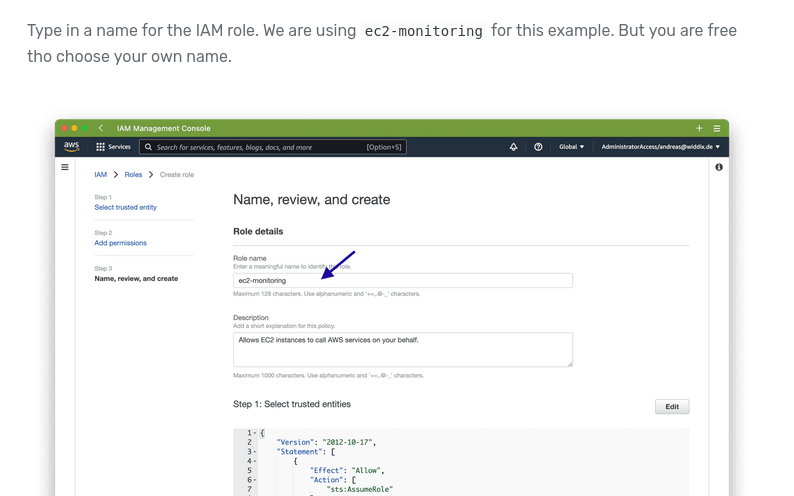 Type in a name for the IAM role. We are using ec2-monitoring for this example. But you are free
tho choose your own name.
IAM Management Console
aws
Services
Search for services, features, blogs, docs, and more
[Option+S]
Global
AdministratorAccess/andreas@widdix.de
IAM
Roles
Create role
Step 1
Select trusted entity
Step 2
Add permissions
Step 3
Name, review, and create
Name, review, and create
Role details
Role name
Enter a meaningful name to identify this role.
ec2-monitoring
Maximum 128 characters. Use alphanumeric and '+=,.@-_' characters.
Description
Add a short explanation for this policy.
Allows EC2 instances to call AWS services on your behalf.
Maximum 1000 characters. Use alphanumeric and '+=,.@-_' characters.
Step 1: Select trusted entities
Edit
1 {
2 "Version": "2012-10-17",
3 "Statement": [
4 {
5 "Effect": "Allow",
6 "Action": [
7 "sts:AssumeRole"